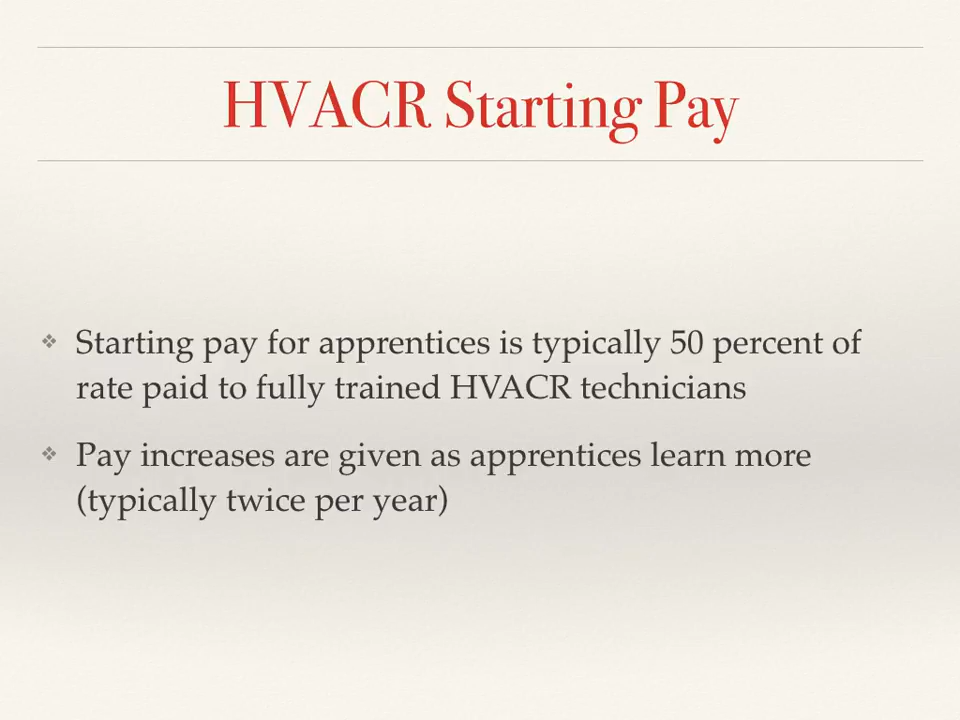 HVACR Starting Pay
❖ Starting pay for apprentices is typically 50 percent of
rate paid to fully trained HVACR technicians
❖ Pay increases are given as apprentices learn more
(typically twice per year)